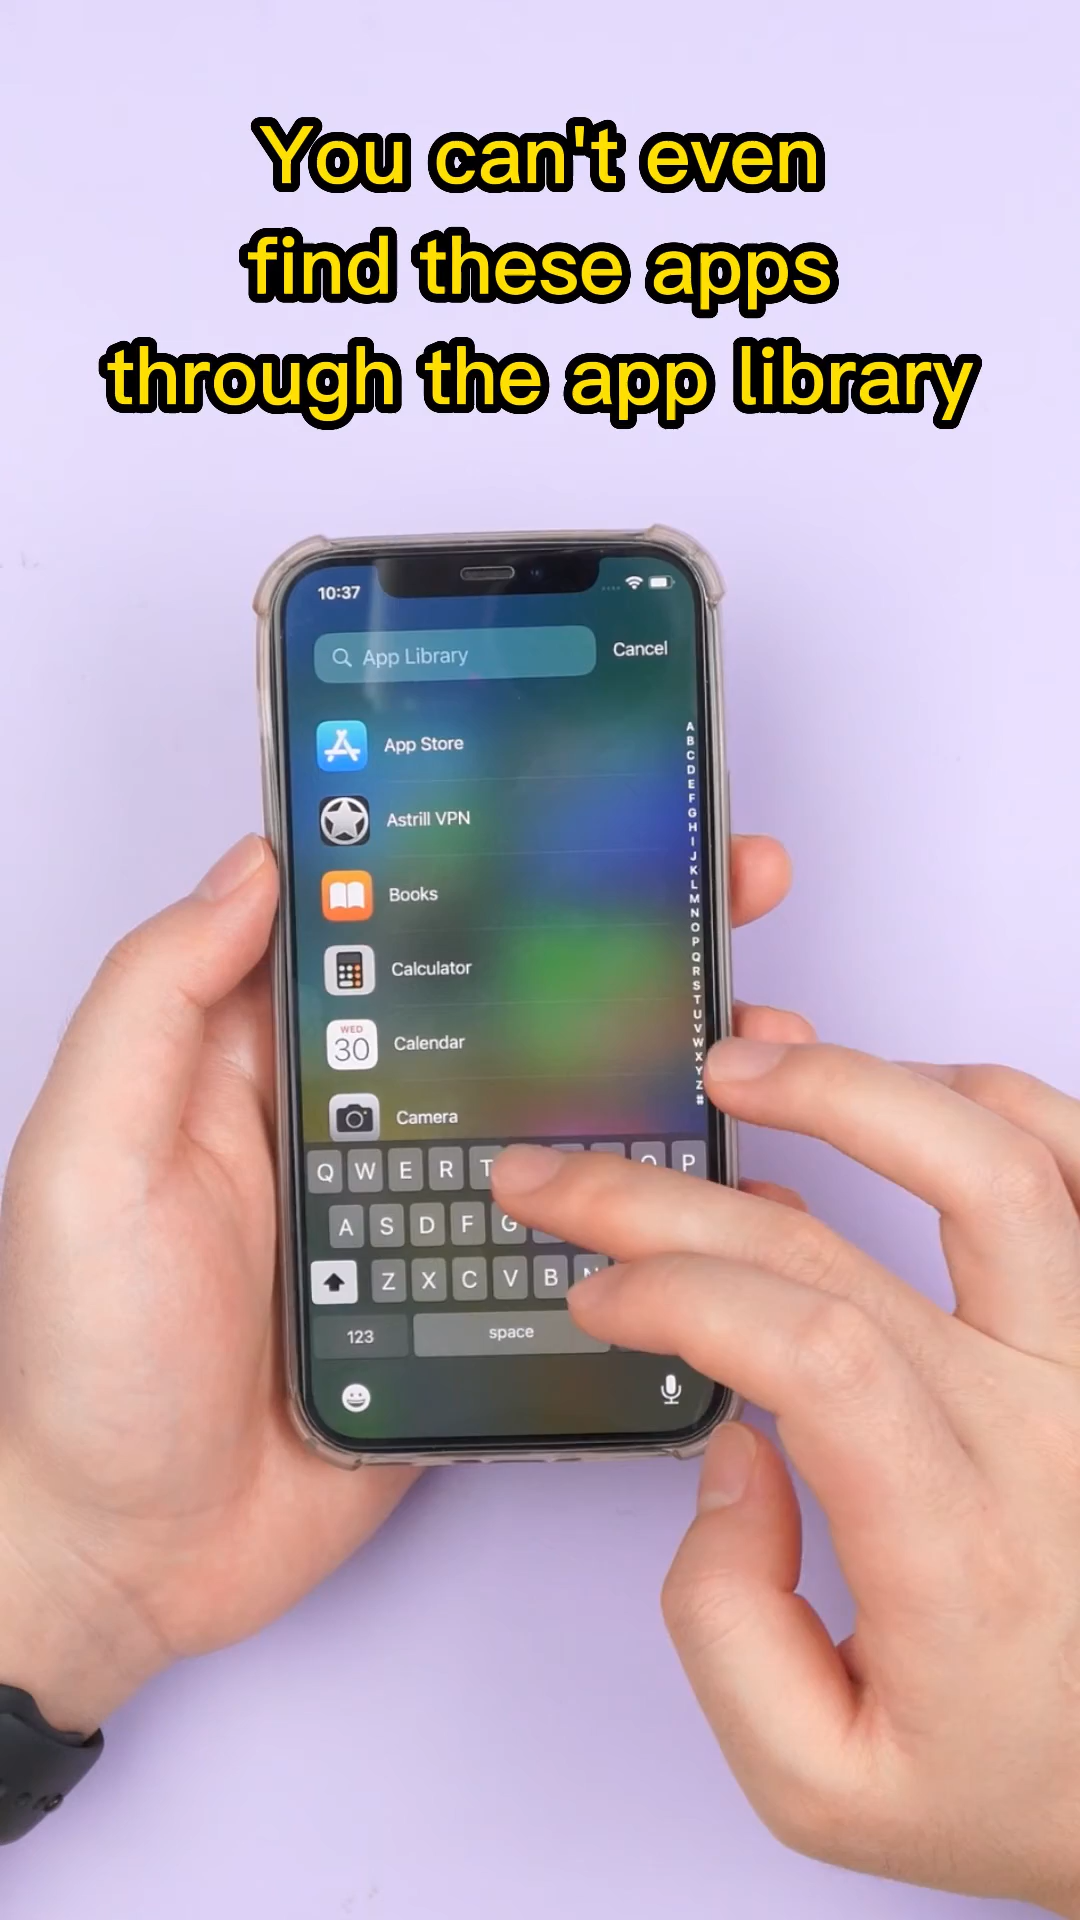 You can't even
find these apps
through the app library
10:37
App Library
Cancel
App Store
Astrill VPN
Books
Calculator
WED
30
Calendar
Camera
A
B
C
D
E
F
G
H
I
J
K
L
M
N
O
P
Q
R
S
T
U
V
W
X
Y
Z
#
Q W E R T O P
A S D F G
Z X C V B N
123 space